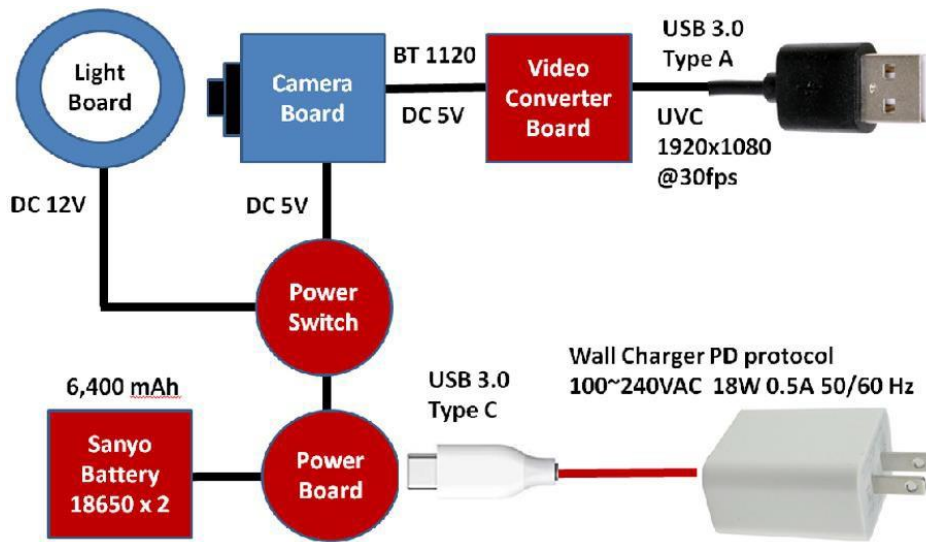 Light
Board
Camera
Board
BT 1120
DC 5V
Video
Converter
Board
USB 3.0
Type A
UVC
1920x1080
@30fps
DC 12V
DC 5V
Power
Switch
6,400 mAh
Sanyo
Battery
18650 x 2
Power
Board
USB 3.0
Type C
Wall Charger PD protocol
100~240VAC 18W 0.5A 50/60 Hz